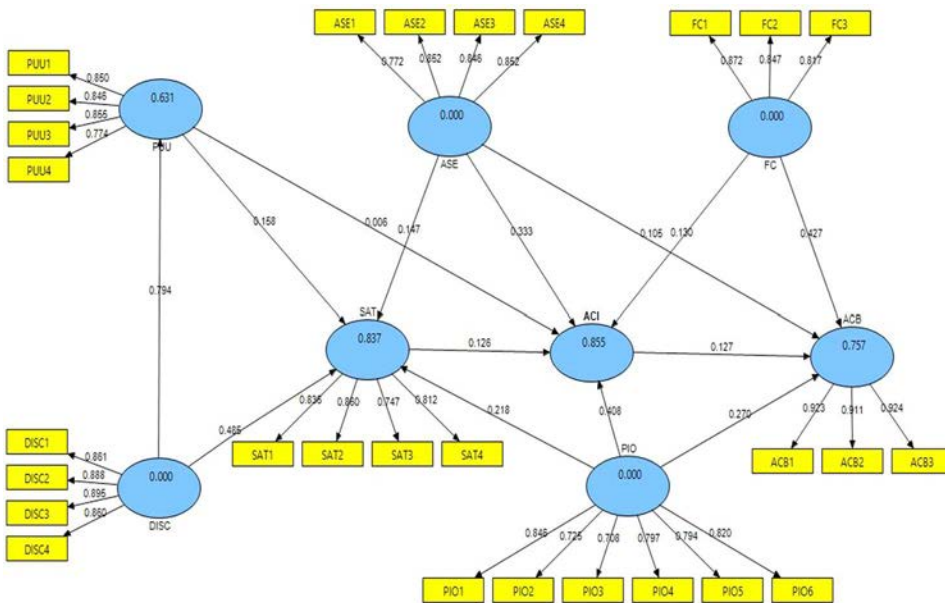 ASE1 ASE2 ASE3 ASE4 FC1 FC2 FC3
0.772 0.862 0.846 0.852 0.872 0.847 0.817
PUU1 0.850
PUU2 0.846
PUU3 0.855
PUU4 0.774
0.631
PUU
0.000
ASE
0.000
FC
0.158 0.006 0.147 0.333 0.105 0.130 0.427
0.794
SAT
0.837
0.126
ACI
0.855
0.127
ACB
0.757
0.485 0.218 0.408 0.270
0.836 0.860 0.747 0.812
SAT1 SAT2 SAT3 SAT4
0.923 0.911 0.924
ACB1 ACB2 ACB3
DISC1 0.861
DISC2 0.888
DISC3 0.895
DISC4 0.860
0.000
DISC
PIO
0.000
0.846 0.725 0.708 0.797 0.794 0.820
PIO1 PIO2 PIO3 PIO4 PIO5 PIO6